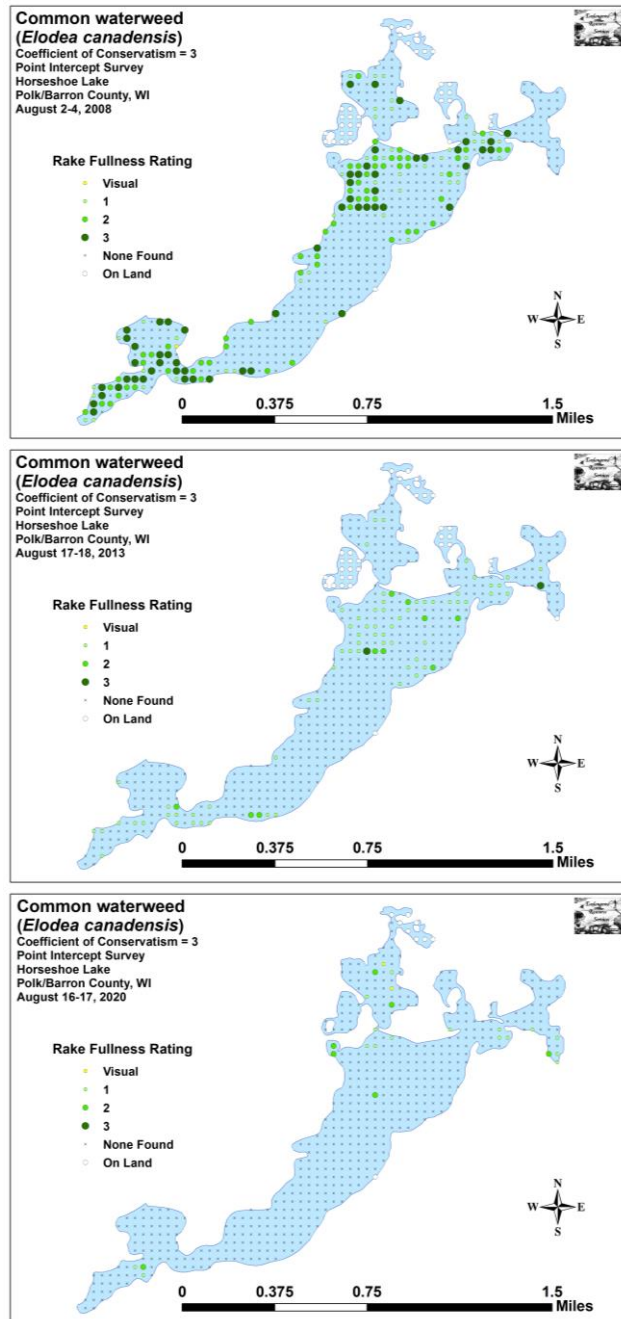 Common waterweed
(Elodea canadensis)
Coefficient of Conservatism = 3
Point Intercept Survey
Horseshoe Lake
Polk/Barron County, WI
August 2-4, 2008
Rake Fullness Rating
Visual
1
2
3
None Found
On Land
N
W E
S
0 0.375 0.75 1.5
Miles
Common waterweed
(Elodea canadensis)
Coefficient of Conservatism = 3
Point Intercept Survey
Horseshoe Lake
Polk/Barron County, WI
August 17-18, 2013
Rake Fullness Rating
Visual
1
2
3
None Found
On Land
N
W E
S
0 0.375 0.75 1.5
Miles
Common waterweed
(Elodea canadensis)
Coefficient of Conservatism = 3
Point Intercept Survey
Horseshoe Lake
Polk/Barron County, WI
August 16-17, 2020
Rake Fullness Rating
Visual
1
2
3
None Found
On Land
N
W E
S
0 0.375 0.75 1.5
Miles